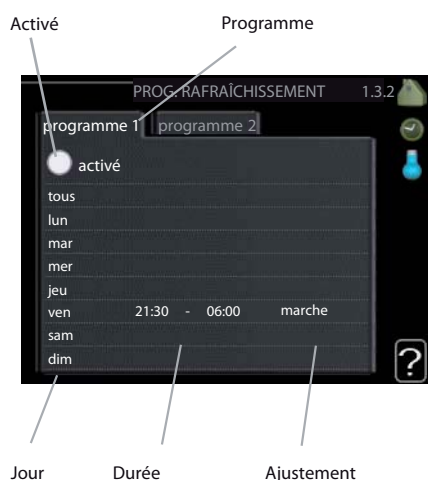 Activé Programme
PROG. RAFRAÎCHISSEMENT 1.3.2
programme 1 programme 2
activé
tous
lun
mar
mer
jeu
ven 21:30 - 06:00 marche
sam
dim
?
Jour Durée Ajustement